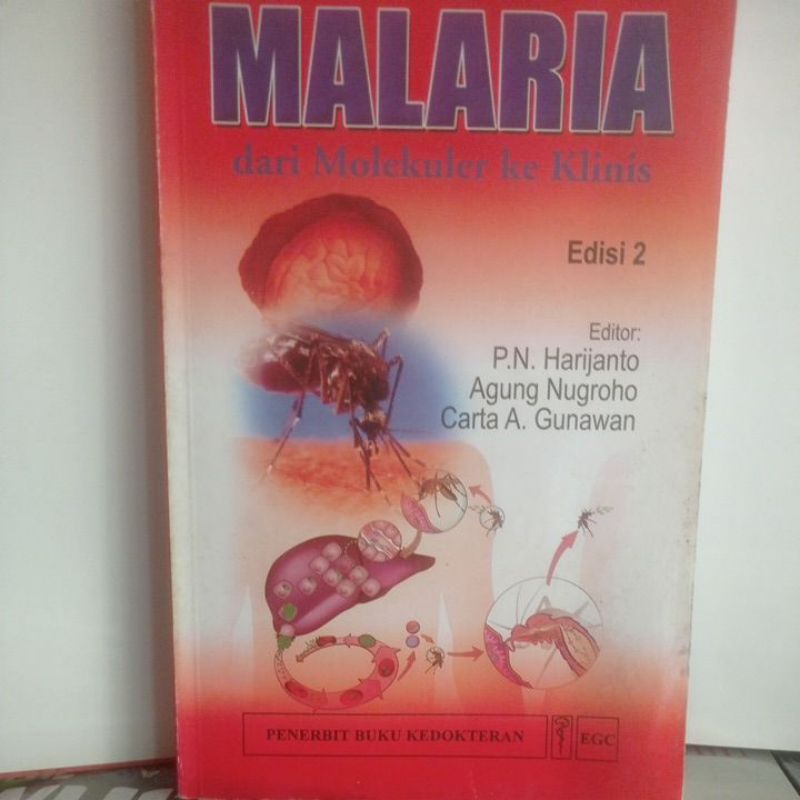 MALARIA
dari Molekuler ke Klinis
Edisi 2
Editor:
P.N. Harijanto
Agung Nugroho
Carta A. Gunawan
PENERBIT BUKU KEDOKTERAN
EGC